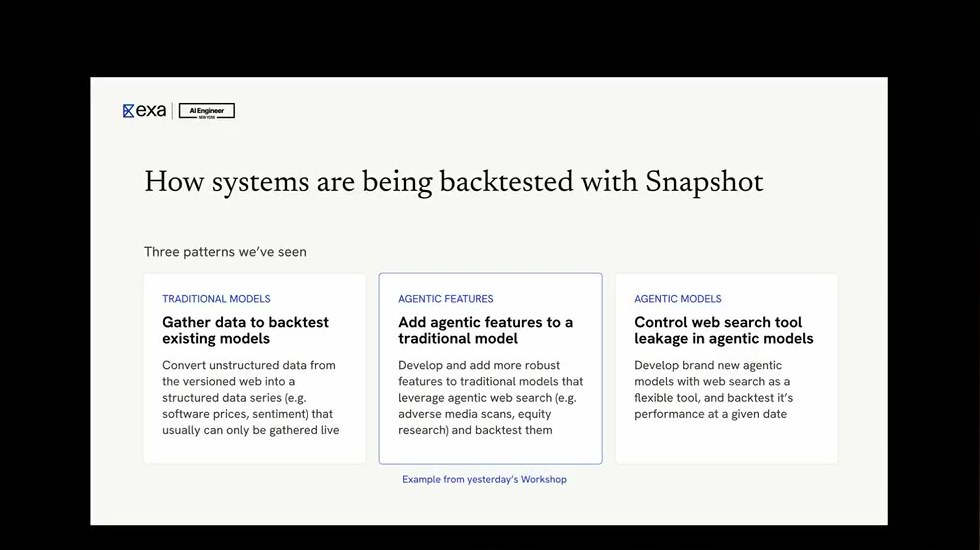 exa
AI Engineer
NEW YORK
How systems are being backtested with Snapshot
Three patterns we've seen
TRADITIONAL MODELS
Gather data to backtest
existing models
Convert unstructured data from
the versioned web into a
structured data series (e.g.
software prices, sentiment) that
usually can only be gathered live
AGENTIC FEATURES
Add agentic features to a
traditional model
Develop and add more robust
features to traditional models that
leverage agentic web search (e.g.
adverse media scans, equity
research) and backtest them
AGENTIC MODELS
Control web search tool
leakage in agentic models
Develop brand new agentic
models with web search as a
flexible tool, and backtest it's
performance at a given date
Example from yesterday's Workshop